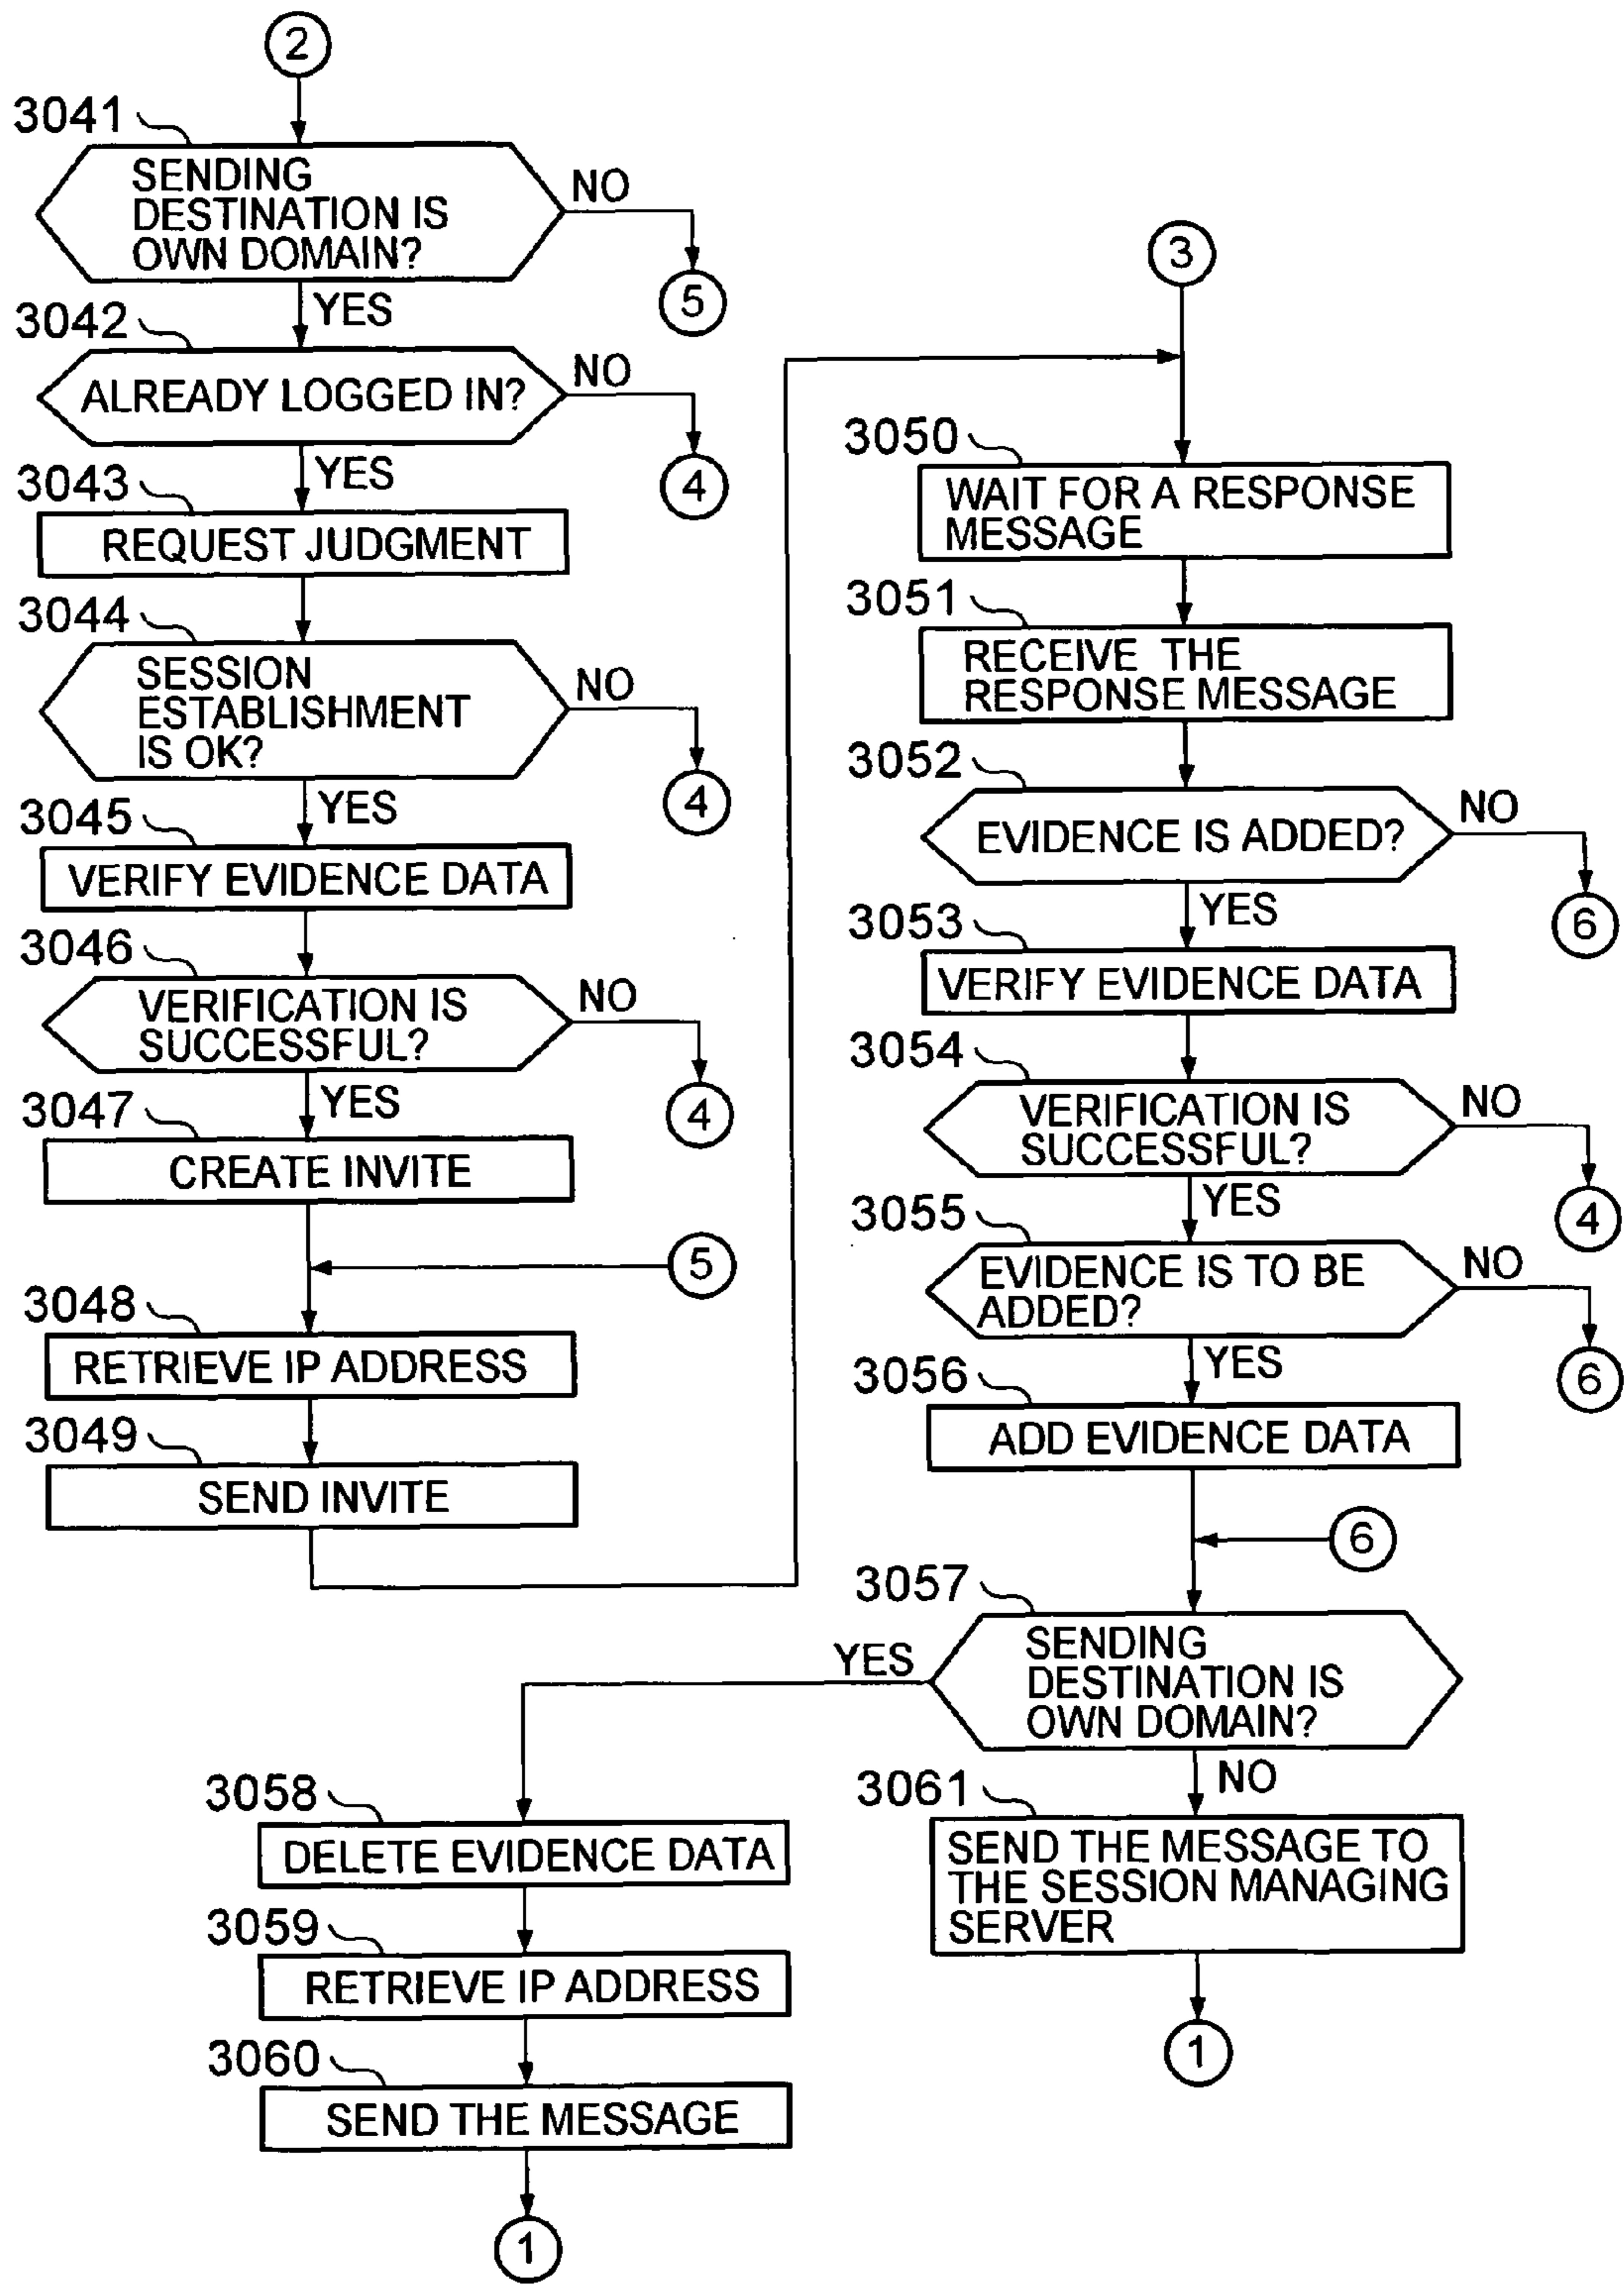 2
3041
SENDING
DESTINATION IS
OWN DOMAIN?
NO
5
YES
3042
ALREADY LOGGED IN?
NO
4
YES
3043
REQUEST JUDGMENT
3044
SESSION
ESTABLISHMENT
IS OK?
NO
4
YES
3045
VERIFY EVIDENCE DATA
3046
VERIFICATION IS
SUCCESSFUL?
NO
4
YES
3047
CREATE INVITE
5
3048
RETRIEVE IP ADDRESS
3049
SEND INVITE
3
3050
WAIT FOR A RESPONSE
MESSAGE
3051
RECEIVE THE
RESPONSE MESSAGE
3052
EVIDENCE IS ADDED?
NO
6
YES
3053
VERIFY EVIDENCE DATA
3054
VERIFICATION IS
SUCCESSFUL?
NO
4
YES
3055
EVIDENCE IS TO BE
ADDED?
NO
6
YES
3056
ADD EVIDENCE DATA
6
3057
SENDING
DESTINATION IS
OWN DOMAIN?
YES
NO
3058
DELETE EVIDENCE DATA
3059
RETRIEVE IP ADDRESS
3060
SEND THE MESSAGE
1
3061
SEND THE MESSAGE TO
THE SESSION MANAGING
SERVER
1